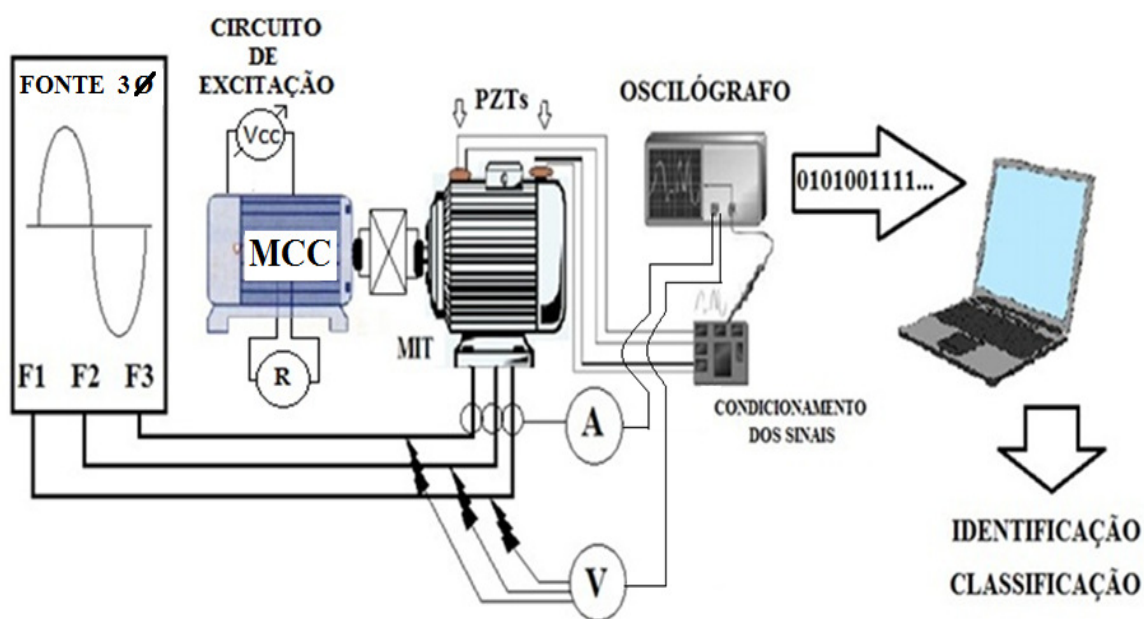 CIRCUITO
DE
EXCITAÇÃO
FONTE 3Ø
Vcc
PZTs
OSCILÓGRAFO
0101001111...
MCC
MIT
R
F1 F2 F3
A
V
CONDICIONAMENTO
DOS SINAIS
IDENTIFICAÇÃO
CLASSIFICAÇÃO